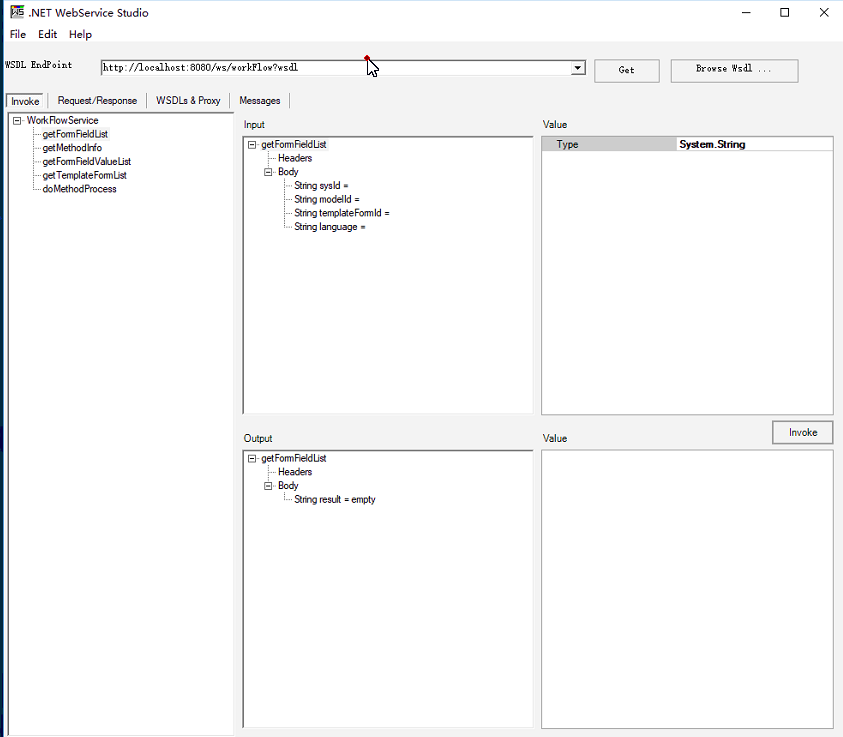 .NET WebService Studio
File Edit Help
WSDL EndPoint
http://localhost:8080/ws/workFlow?wsdl
Get
Browse Wsdl ...
Invoke Request/Response WSDLs & Proxy Messages
WorkFlowService
getFormFieldList
getMethodInfo
getFormFieldValueList
getTemplateFormList
doMethodProcess
Input
getFormFieldList
Headers
Body
String sysId =
String modelId =
String templateFormId =
String language =
Value
Type System.String
Invoke
Output
getFormFieldList
Headers
Body
String result = empty
Value